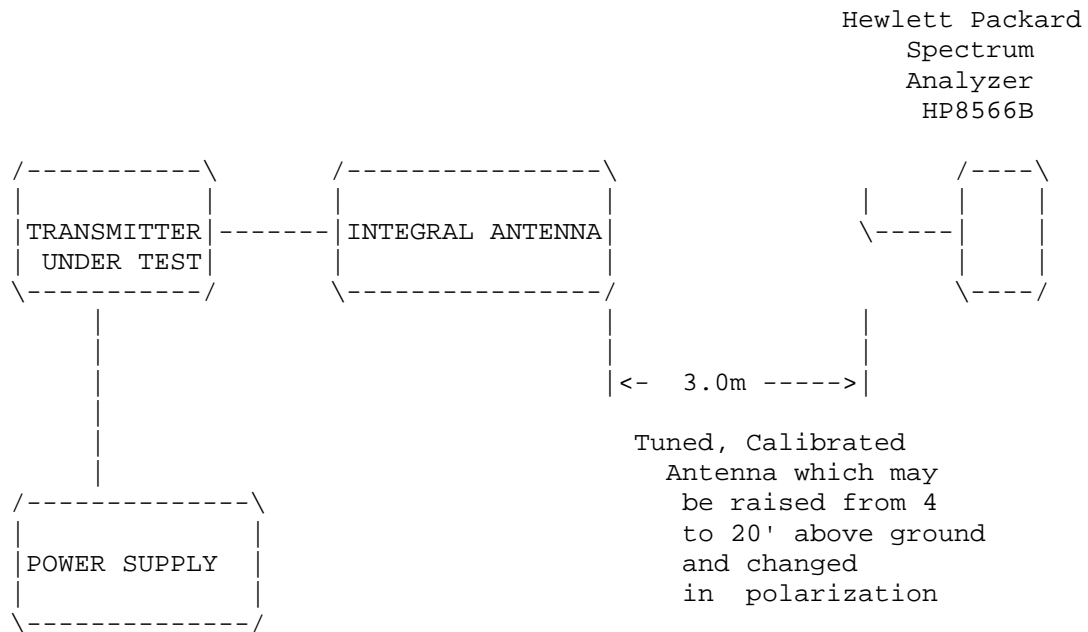 Hewlett Packard
Spectrum
Analyzer
HP8566B
TRANSMITTER
UNDER TEST
INTEGRAL ANTENNA
<- 3.0m ----->
Tuned, Calibrated
Antenna which may
be raised from 4
to 20' above ground
and changed
in polarization
POWER SUPPLY